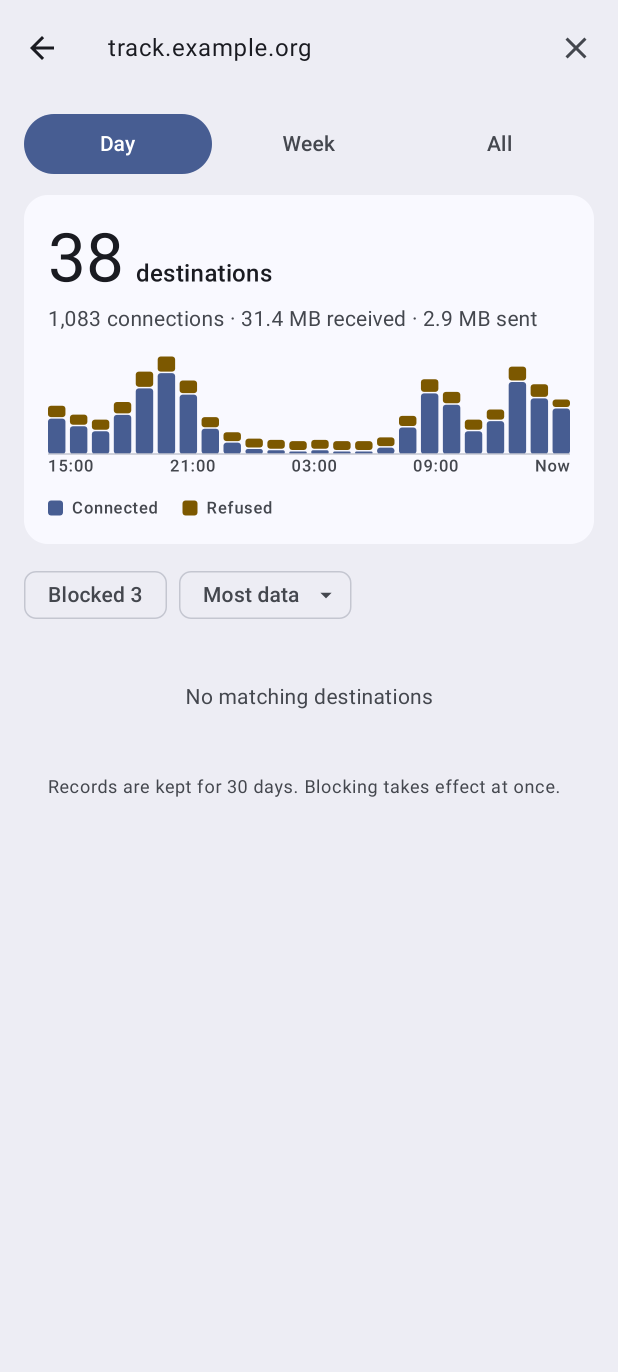 track.example.org
Day Week All
38 destinations
1,083 connections · 31.4 MB received · 2.9 MB sent
15:00 21:00 03:00 09:00 Now
Connected Refused
Blocked 3 Most data
No matching destinations
Records are kept for 30 days. Blocking takes effect at once.